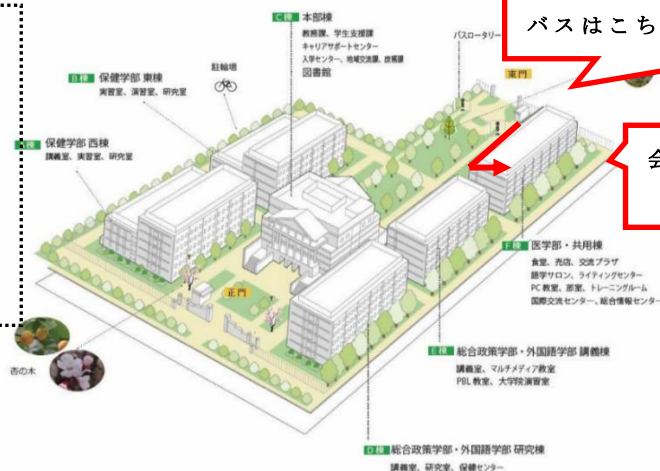 C棟 本部棟
教務課、学生支援課
キャリアサポートセンター
入学センター、地域交流課、庶務課
図書館
バスロータリー
バスはこち
東門
駐輪場
B棟 保健学部 東棟
実習室、演習室、研究室
棟 保健学部 西棟
講義室、実習室、研究室
会
F棟 医学部・共用棟
食堂、売店、交流プラザ
語学サロン、ライティングセンター
PC教室、部室、トレーニングルーム
国際交流センター、総合情報センター
正門
杏の木
E棟 総合政策学部・外国語学部 講義棟
講義室、マルチメディア教室
PBL教室、大学院演習室
D棟 総合政策学部・外国語学部 研究棟
講義室、研究室、保健センター